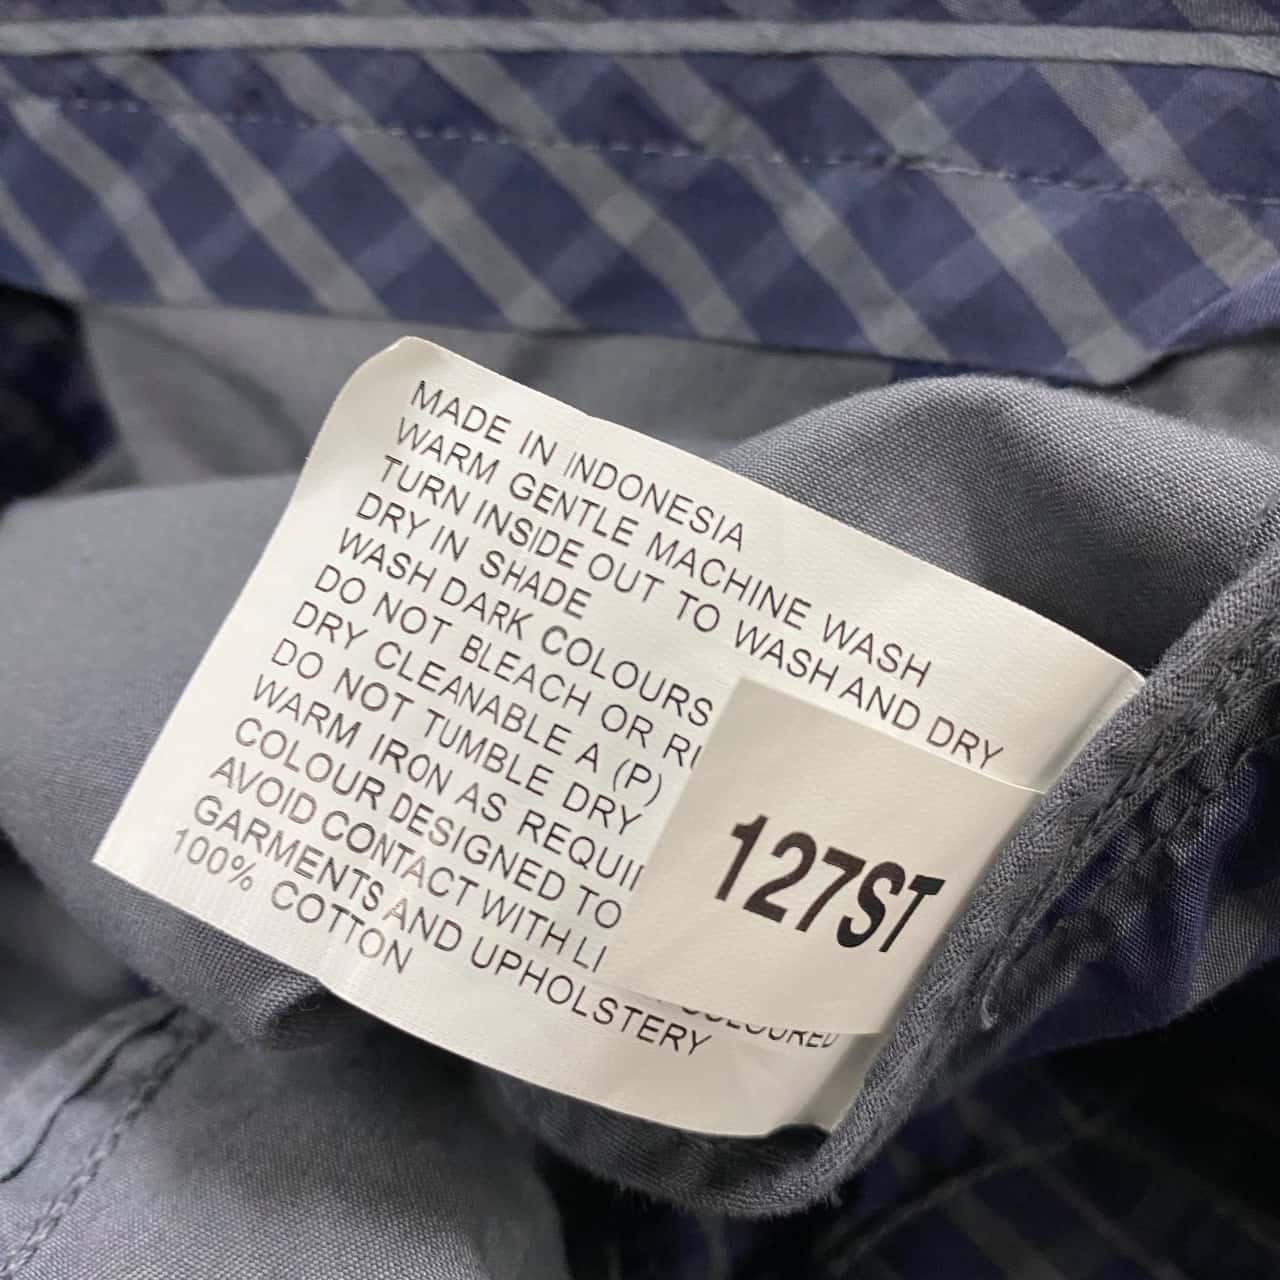 MADE IN INDONESIA
WARM GENTLE MACHINE WASH
TURN INSIDE OUT TO WASH AND DRY
DRY IN SHADE
WASH DARK COLOURS
DO NOT BLEACH OR
DRY CLEANABLE A (P)
DO NOT TUMBLE DRY
WARM IRON AS
COLOUR DESIGNED TO
AVOID CONTACT WITH COLOURED
GARMENTS AND UPHOLSTERY
100% COTTON
127ST